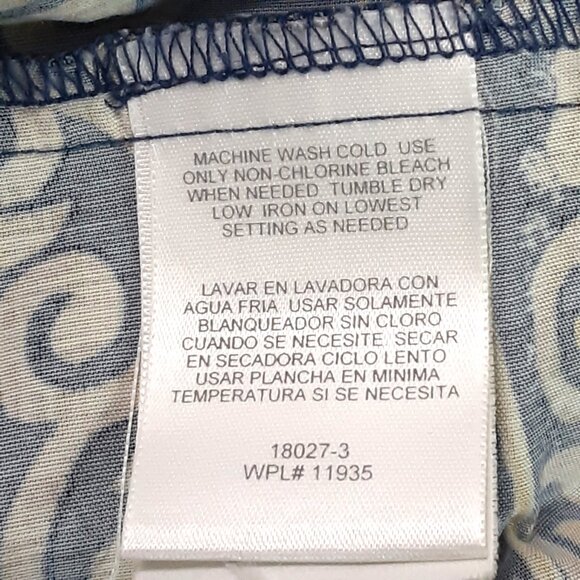 MACHINE WASH COLD USE
ONLY NON-CHLORINE BLEACH
WHEN NEEDED TUMBLE DRY
LOW IRON ON LOWEST
SETTING AS NEEDED
LAVAR EN LAVADORA CON
AGUA FRIA USAR SOLAMENTE
BLANQUEADOR SIN CLORO
CUANDO SE NECESITE. SECAR
EN SECADORA CICLO LENTO
USAR PLANCHA EN MINIMA
TEMPERATURA SI SE NECESITA
18027-3
WPL# 11935